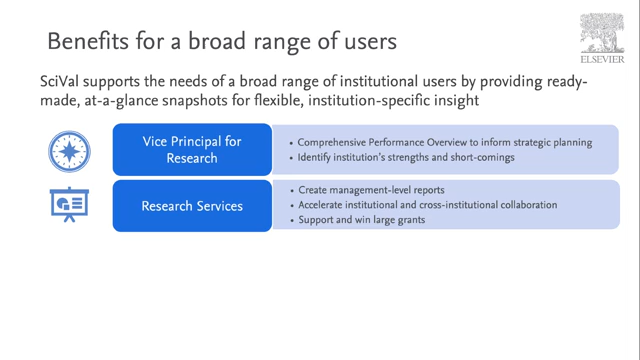 Benefits for a broad range of users
ELSEVIER
SciVal supports the needs of a broad range of institutional users by providing ready-
made, at-a-glance snapshots for flexible, institution-specific insight
Vice Principal for
Research
• Comprehensive Performance Overview to inform strategic planning
• Identify institution's strengths and short-comings
Research Services
• Create management-level reports
• Accelerate institutional and cross-institutional collaboration
• Support and win large grants